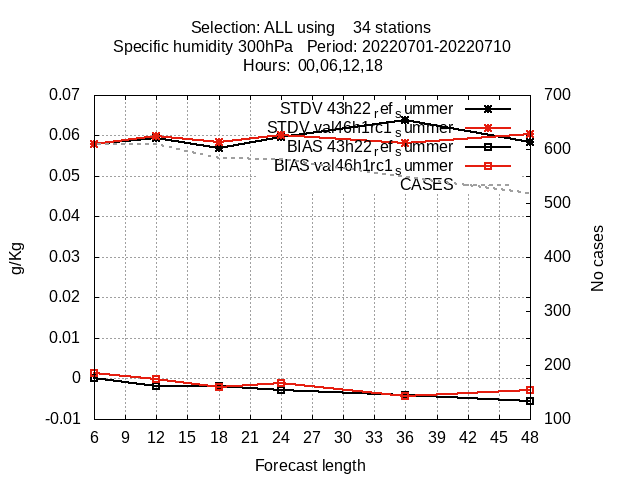 Selection: ALL using    34 stations
Specific humidity 300hPa   Period: 20220701-20220710
Hours:  00,06,12,18
STDV 43h22_ref_summer
STDV val46h1rc1_summer
BIAS 43h22_ref_summer
BIAS val46h1rc1_summer
CASES
0.07
0.06
0.05
0.04
0.03
0.02
0.01
0
-0.01
g/Kg
700
600
500
400
300
200
100
No cases
6 9 12 15 18 21 24 27 30 33 36 39 42 45 48
Forecast length